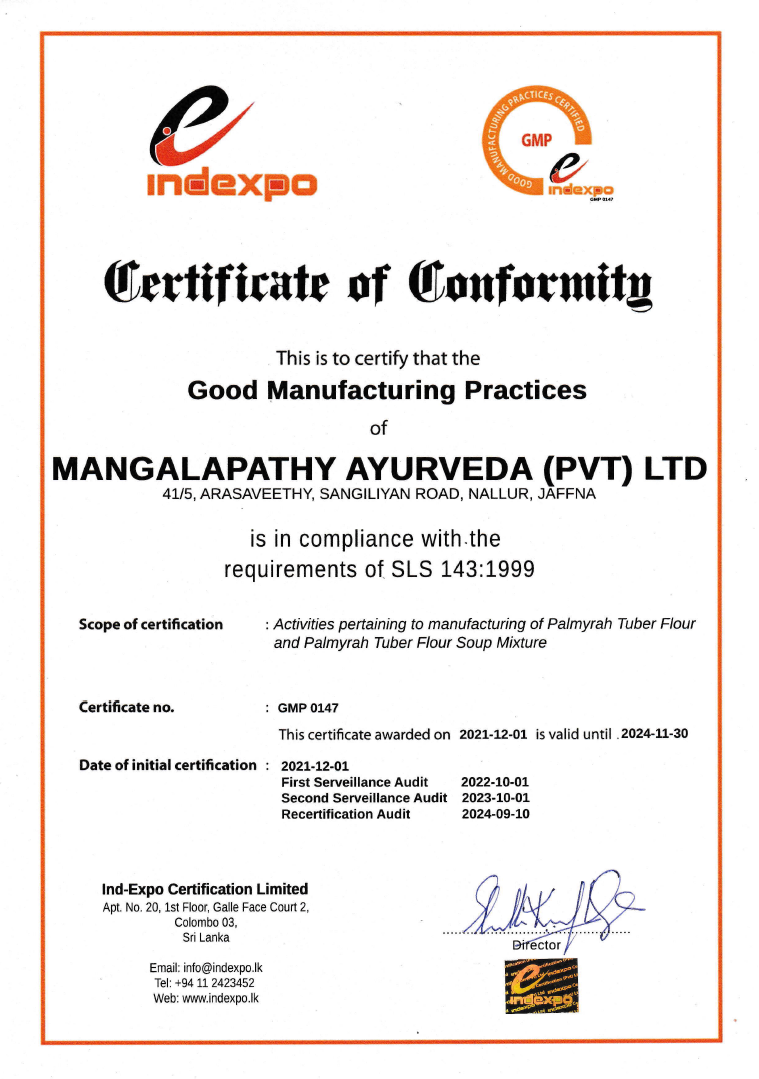 indexpo
GOOD MANUFACTURING PRACTICES CERTIFIED
GMP
indexpo
GMP 0147
Certificate of Conformity
This is to certify that the
Good Manufacturing Practices
of
MANGALAPATHY AYURVEDA (PVT) LTD
41/5, ARASAVEETHY, SANGILIYAN ROAD, NALLUR, JAFFNA
is in compliance with the
requirements of SLS 143:1999
Scope of certification : Activities pertaining to manufacturing of Palmyrah Tuber Flour
and Palmyrah Tuber Flour Soup Mixture
Certificate no. : GMP 0147
This certificate awarded on 2021-12-01 is valid until 2024-11-30
Date of initial certification : 2021-12-01
First Serveillance Audit 2022-10-01
Second Serveillance Audit 2023-10-01
Recertification Audit 2024-09-10
Ind-Expo Certification Limited
Apt. No. 20, 1st Floor, Galle Face Court 2,
Colombo 03,
Sri Lanka
Email: info@indexpo.lk
Tel: +94 11 2423452
Web: www.indexpo.lk
Director
indexpo